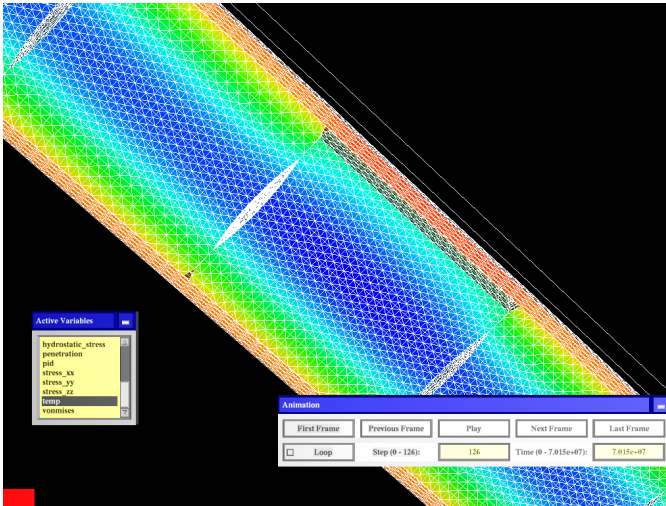 Active Variables
hydrostatic_stress
penetration
pid
stress_xx
stress_yy
stress_zz
temp
vonmises
Animation
First Frame Previous Frame Play Next Frame Last Frame
Loop Step (0 - 126): 126 Time (0 - 7.015e+07): 7.015e+07